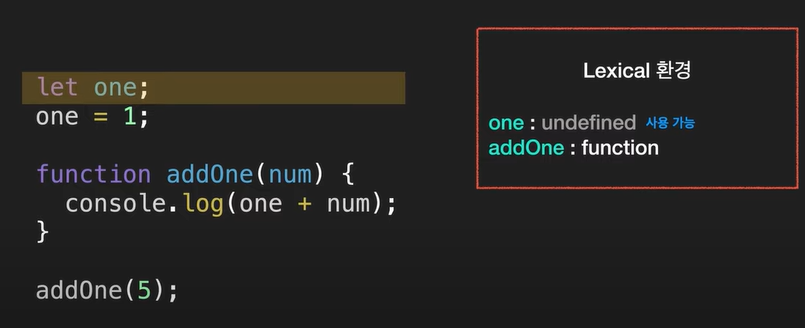 let one;
one = 1;
function addOne(num) {
  console.log(one + num);
}
addOne(5);
Lexical 환경
one : undefined 사용 가능
addOne : function